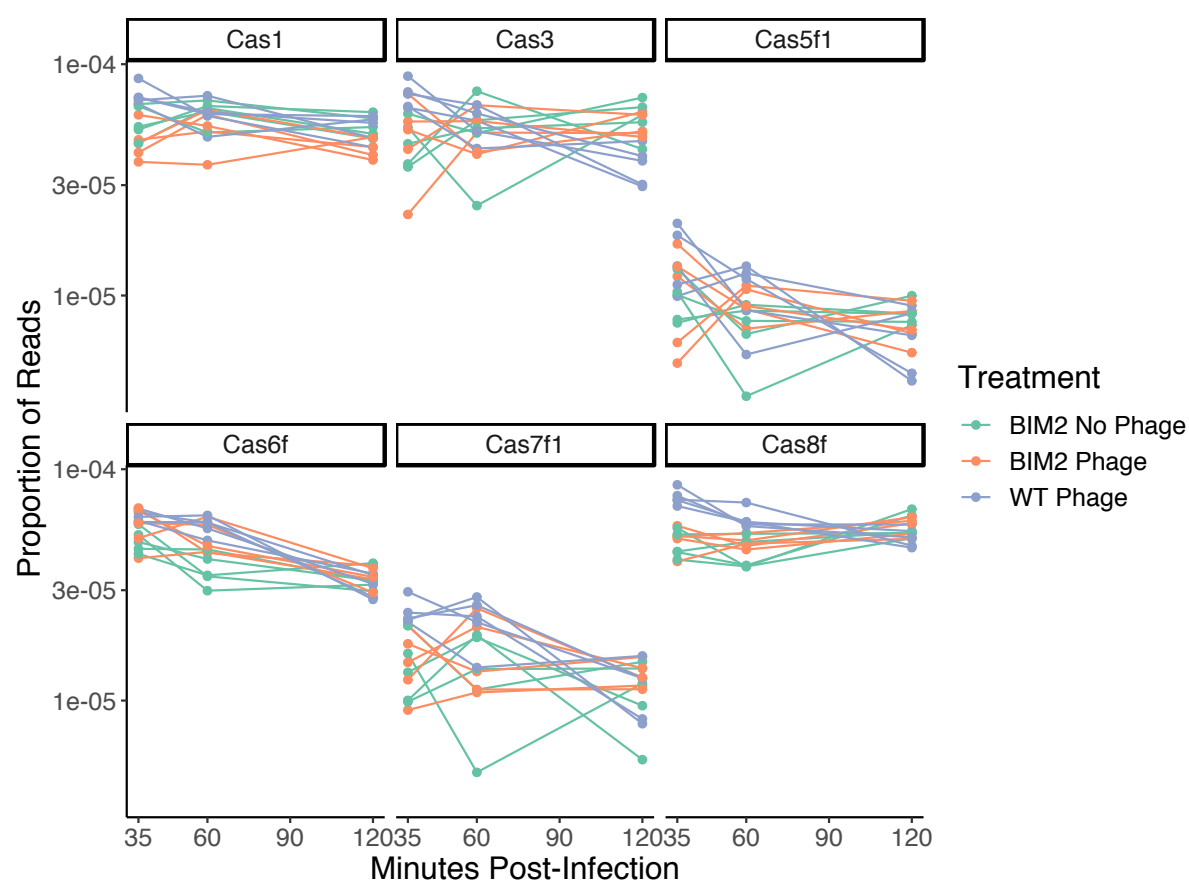 Cas1 Cas3 Cas5f1
1e-04
3e-05
1e-05
Proportion of Reads
Cas6f Cas7f1 Cas8f
1e-04
3e-05
1e-05
35 60 90 120 35 60 90 120 35 60 90 120
Minutes Post-Infection
Treatment
BIM2 No Phage
BIM2 Phage
WT Phage